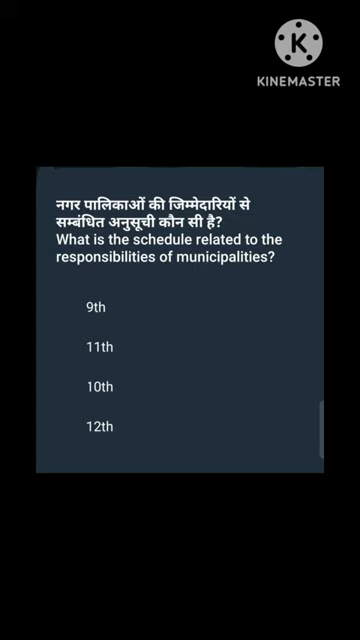 KINEMASTER
नगर पालिकाओं की जिम्मेदारियों से
सम्बंधित अनुसूची कौन सी है?
What is the schedule related to the
responsibilities of municipalities?
9th
11th
10th
12th